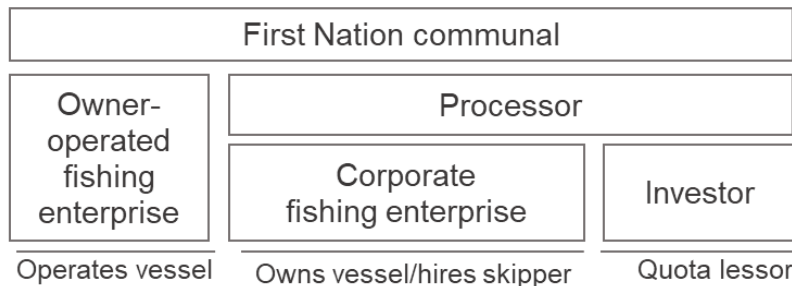 First Nation communal
Owner-
operated
fishing
enterprise
Processor
Corporate
fishing enterprise
Investor
Operates vessel
Owns vessel/hires skipper
Quota lessor